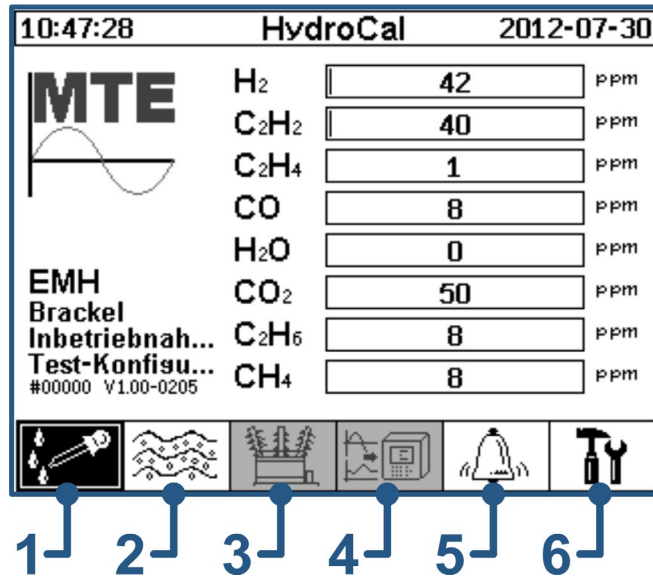 10:47:28 HydroCal 2012-07-30
MTE
H₂ 42 ppm
C₂H₂ 40 ppm
C₂H₄ 1 ppm
CO 8 ppm
H₂O 0 ppm
EMH
CO₂ 50 ppm
Brackel
Inbetriebnah...
C₂H₆ 8 ppm
Test-Konfigu...
#00000 V1.00-0205
CH₄ 8 ppm
1 2 3 4 5 6